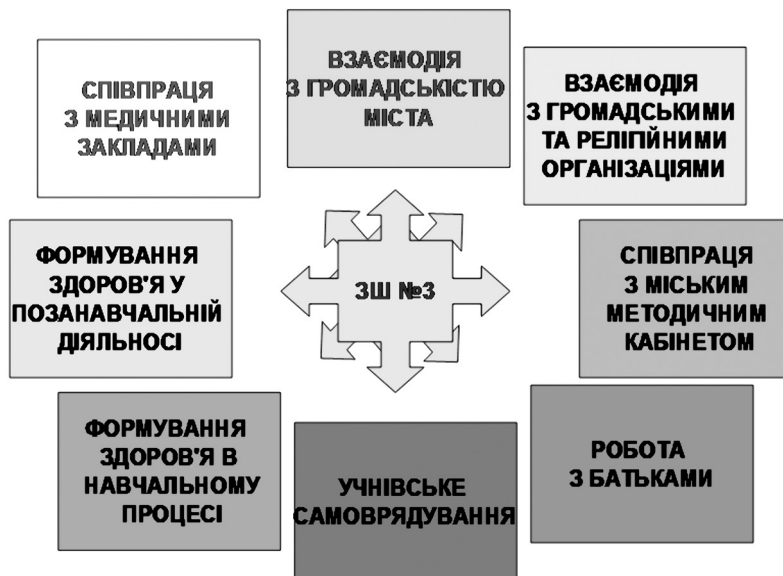 СПІВПРАЦЯ
З МЕДИЧНИМИ
ЗАКЛАДАМИ
ВЗАЄМОДІЯ
З ГРОМАДСЬКІСТЮ
МІСТА
ВЗАЄМОДІЯ
З ГРОМАДСЬКИМИ
ТА РЕЛІГІЙНИМИ
ОРГАНІЗАЦІЯМИ
ФОРМУВАННЯ
ЗДОРОВ'Я У
ПОЗАНАВЧАЛЬНІЙ
ДІЯЛЬНОСІ
ЗШ №3
СПІВПРАЦЯ
З МІСЬКИМ
МЕТОДИЧНИМ
КАБІНЕТОМ
ФОРМУВАННЯ
ЗДОРОВ'Я В
НАВЧАЛЬНОМУ
ПРОЦЕСІ
УЧНІВСЬКЕ
САМОВРЯДУВАННЯ
РОБОТА
З БАТЬКАМИ